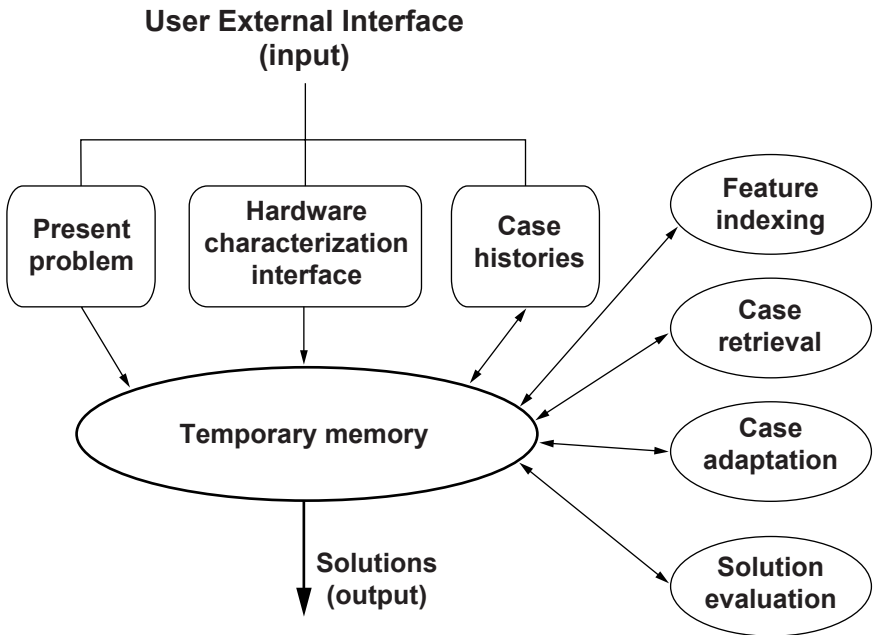 User External Interface
(input)
Present
problem
Hardware
characterization
interface
Case
histories
Feature
indexing
Case
retrieval
Temporary memory
Case
adaptation
Solutions
(output)
Solution
evaluation